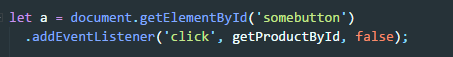 let a = document.getElementById('somebutton')
.addEventListener('click', getProductById, false);